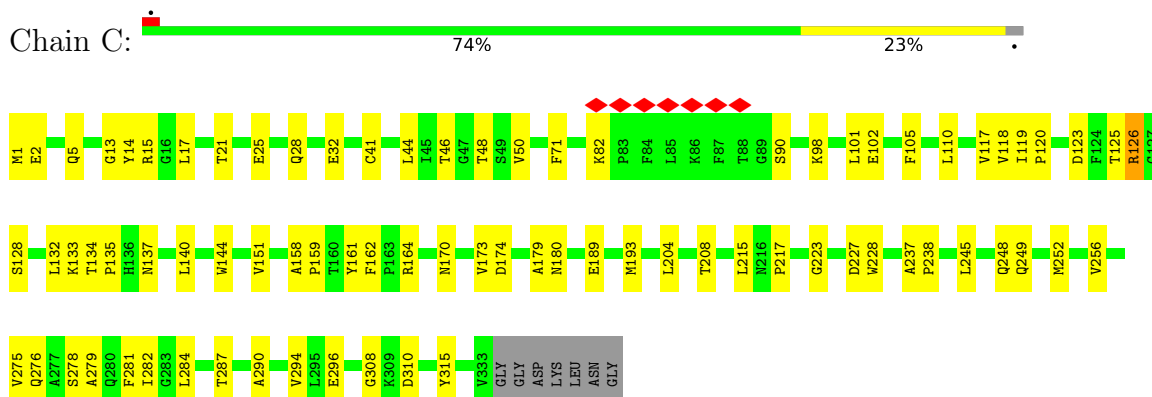 Chain C:
74%
23%
M1 E2 Q5 G13 Y14 R15 G16 L17 T21 E25 Q28 E32 C41 L44 I45 T46 G47 T48 S49 V50 F71 K82 P83 F84 L85 K86 F87 T88 G89 S90 K98 L101 E102 F105 L110 V117 V118 I119 P120 D123 F124 T125 R126 G127
S128 L132 K133 T134 P135 H136 N137 L140 W144 V151 A158 P159 T160 Y161 F162 P163 R164 N170 V173 D174 A179 N180 E189 M193 L204 T208 L215 N216 P217 G223 D227 W228 A237 P238 L245 Q248 Q249 M252 V256
V275 Q276 A277 S278 A279 Q280 F281 I282 G283 L284 T287 A290 V294 L295 E296 G308 K309 D310 Y315 V333 GLY GLY ASP LYS LEU ASN GLY